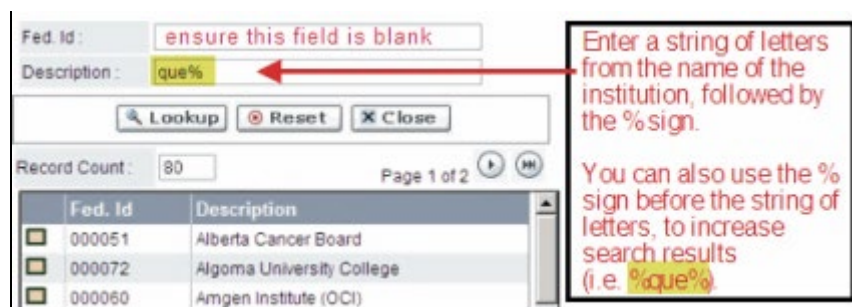 Fed. Id :
ensure this field is blank
Description :
que%
Lookup
Reset
Close
Record Count :
80
Page 1 of 2
Fed. Id
Description
000051
Alberta Cancer Board
000072
Algoma University College
000060
Amgen Institute (OCI)
Enter a string of letters
from the name of the
institution, followed by
the % sign.
You can also use the %
sign before the string of
letters, to increase
search results
(i.e. %que%).